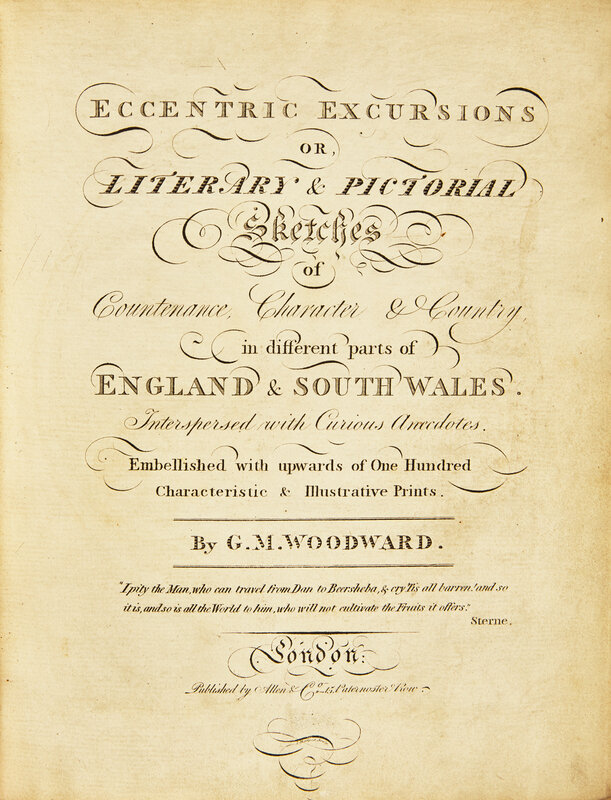 ECCENTRIC EXCURSIONS
OR,
LITERARY & PICTORIAL
Sketches
of
Countenance, Character & Country,
in different parts of
ENGLAND & SOUTH WALES.
Interspersed with Curious Anecdotes.
Embellished with upwards of One Hundred
Characteristic & Illustrative Prints.
By G.M.WOODWARD.
"I pity the Man, who can travel from Dan to Beersheba, & cry 'Tis all barren! and so
it is, and so is all the World to him, who will not cultivate the Fruits it offers."
Sterne.
London:
Published by Allen & Co. 15, Paternoster Row.